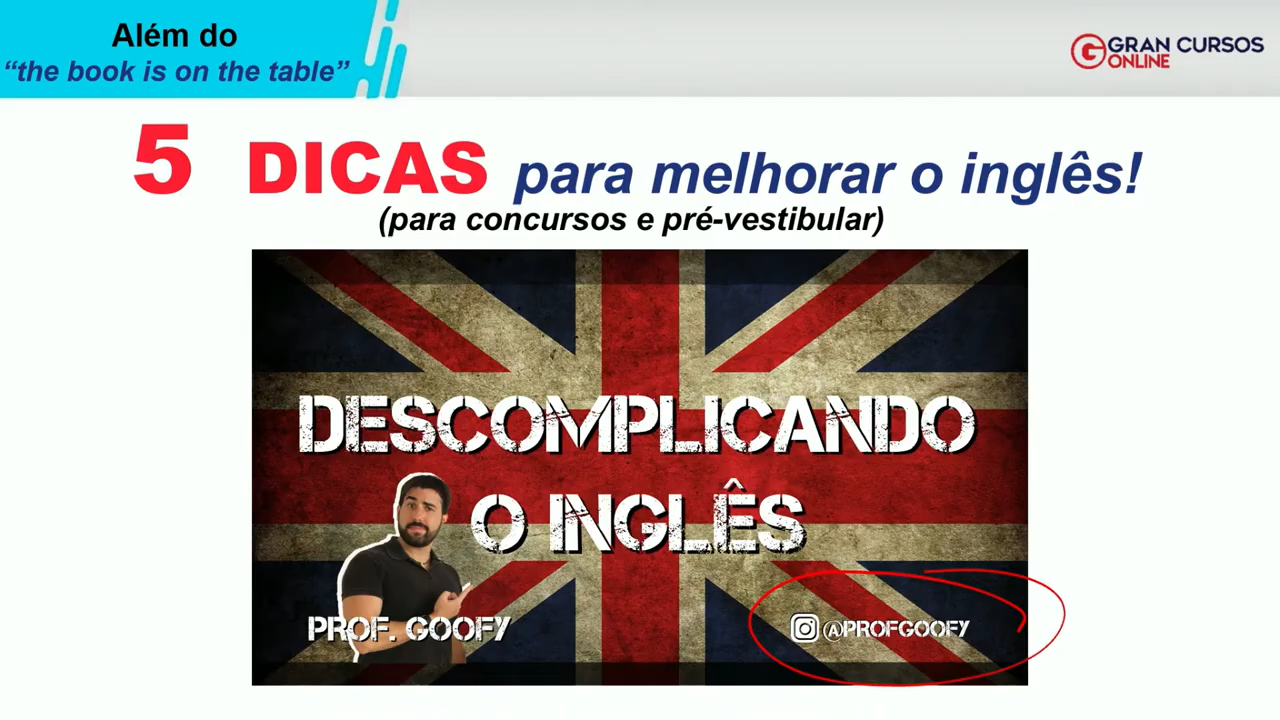 Além do
“the book is on the table”
GRAN CURSOS
ONLINE
5 DICAS para melhorar o inglês!
(para concursos e pré-vestibular)
DESCOMPLICANDO
O INGLÊS
PROF. GOOFY
@PROFGOOFY